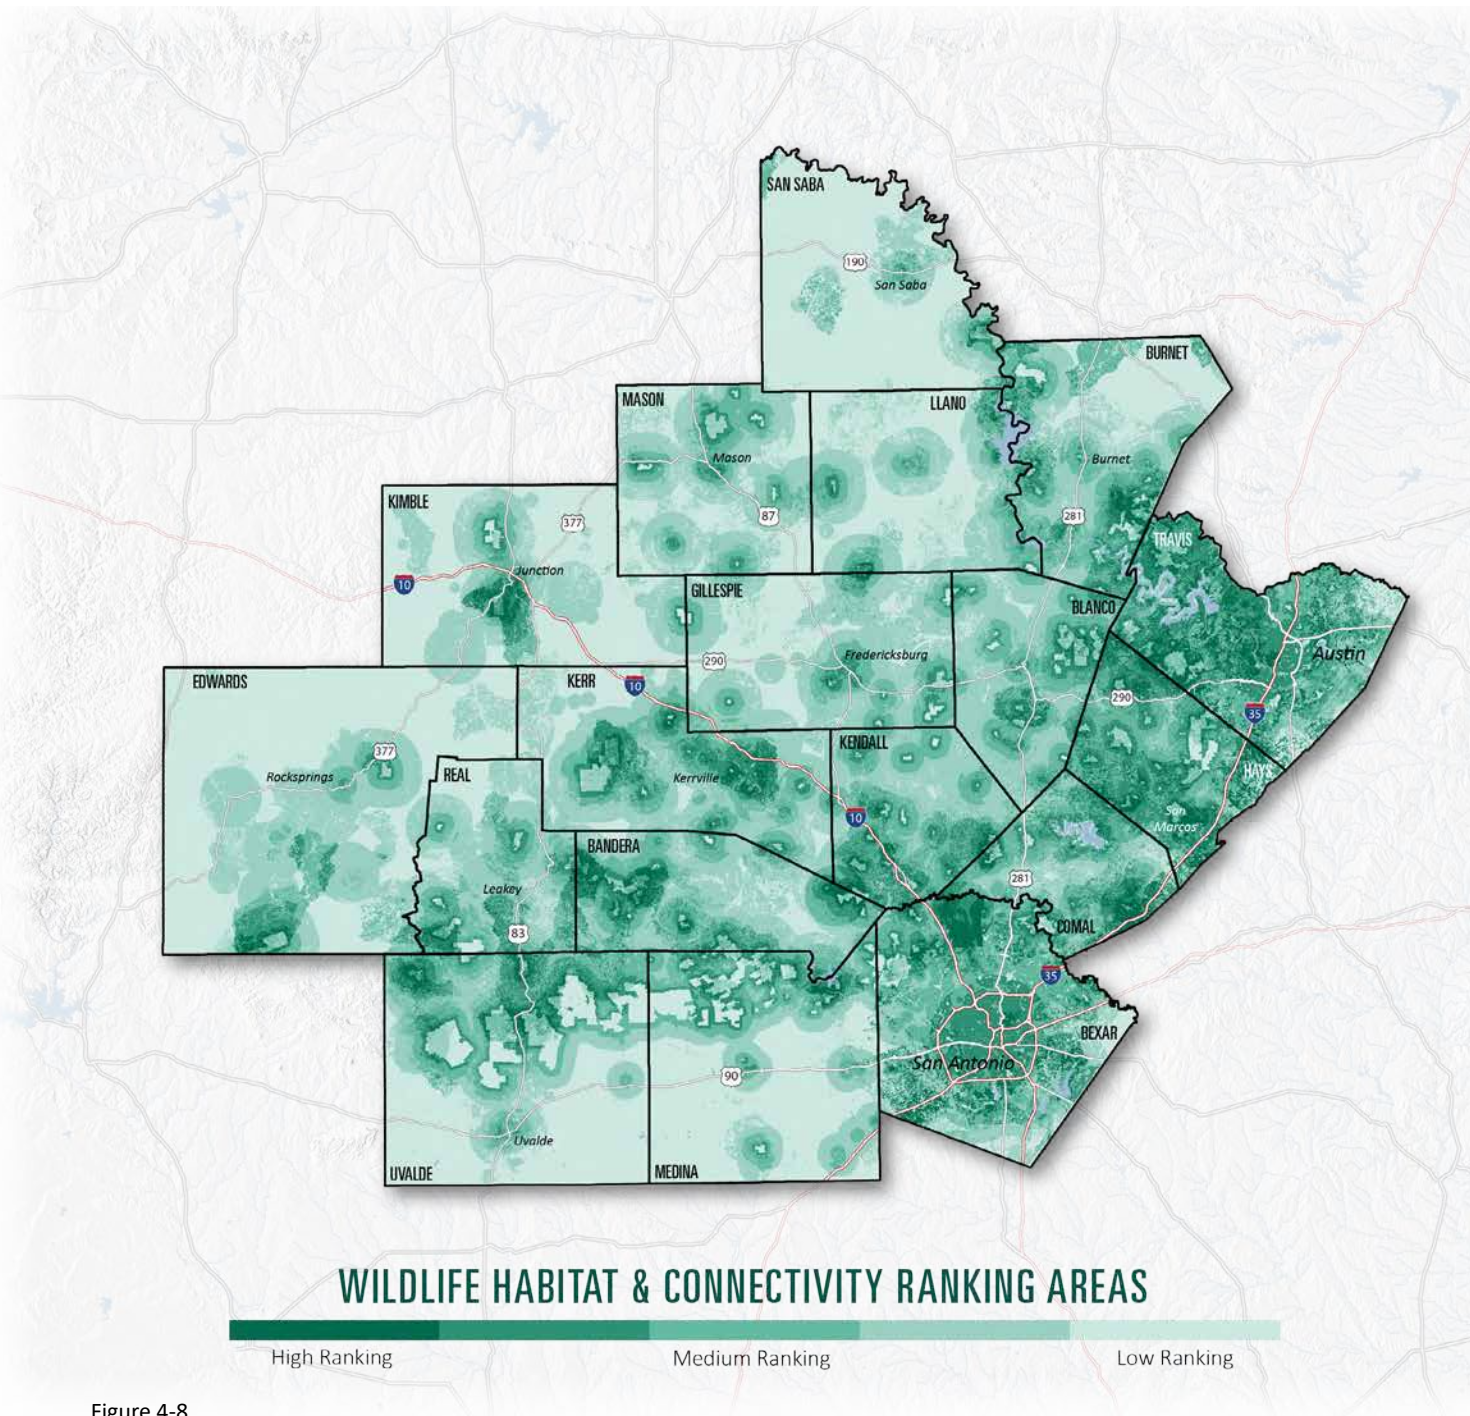 SAN SABA
190
San Saba
BURNET
MASON
LLANO
Mason
Burnet
KIMBLE
377
87
281
TRAVIS
Junction
10
GILLESPIE
BLANCO
290
Fredericksburg
Austin
EDWARDS
KERR
10
290
35
377
Rocksprings
REAL
Kerrville
KENDALL
HAYS
10
San
Marcos
BANDERA
Leakey
281
83
COMAL
35
BEXAR
San Antonio
90
Uvalde
UVALDE
MEDINA
WILDLIFE HABITAT & CONNECTIVITY RANKING AREAS
High Ranking
Medium Ranking
Low Ranking
Figure 4-8